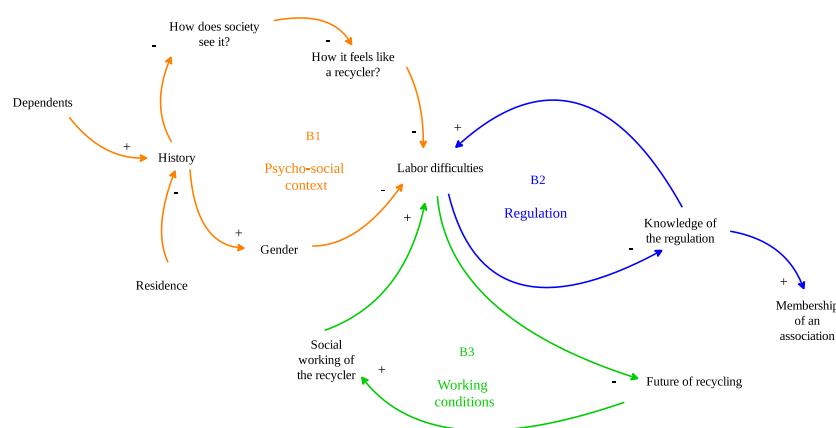 How does society
see it?
-
-
How it feels like
a recycler?
Dependents
+
History
-
B1
Psycho-social
context
-
-
+
Gender
Residence
+
Labor difficulties
+
B2
Regulation
Knowledge of
the regulation
-
+
Membership
of an
association
Social
working of
the recycler
+
B3
Working
conditions
-
Future of recycling